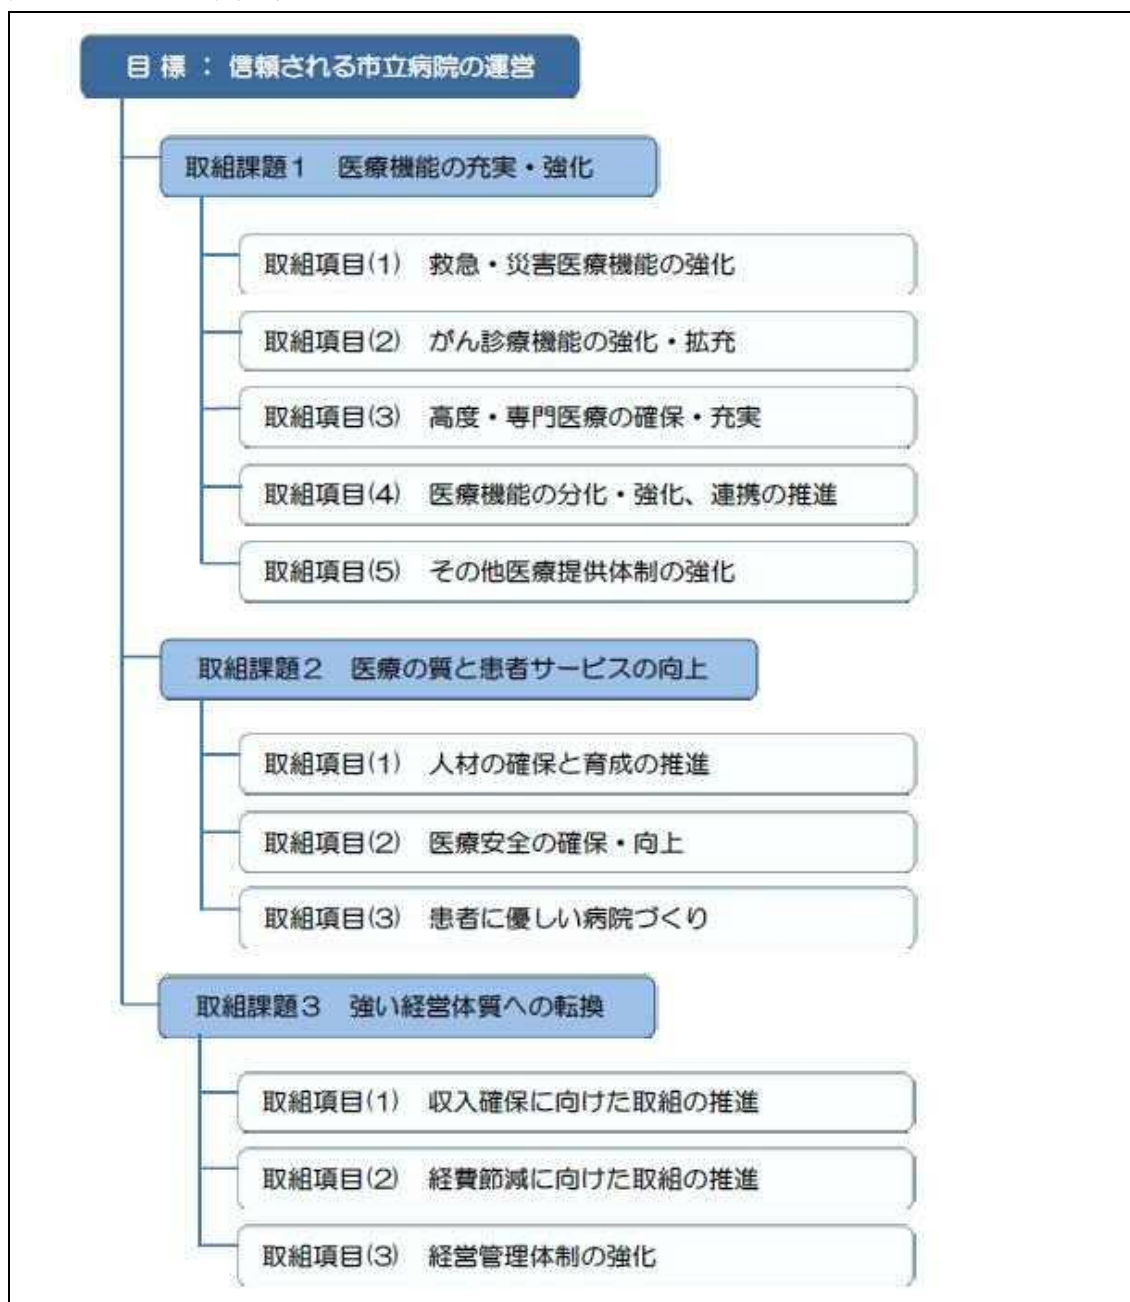 目 標 ： 信頼される市立病院の運営
取組課題１　医療機能の充実・強化
取組項目(1)　救急・災害医療機能の強化
取組項目(2)　がん診療機能の強化・拡充
取組項目(3)　高度・専門医療の確保・充実
取組項目(4)　医療機能の分化・強化、連携の推進
取組項目(5)　その他医療提供体制の強化
取組課題２　医療の質と患者サービスの向上
取組項目(1)　人材の確保と育成の推進
取組項目(2)　医療安全の確保・向上
取組項目(3)　患者に優しい病院づくり
取組課題３　強い経営体質への転換
取組項目(1)　収入確保に向けた取組の推進
取組項目(2)　経費節減に向けた取組の推進
取組項目(3)　経営管理体制の強化